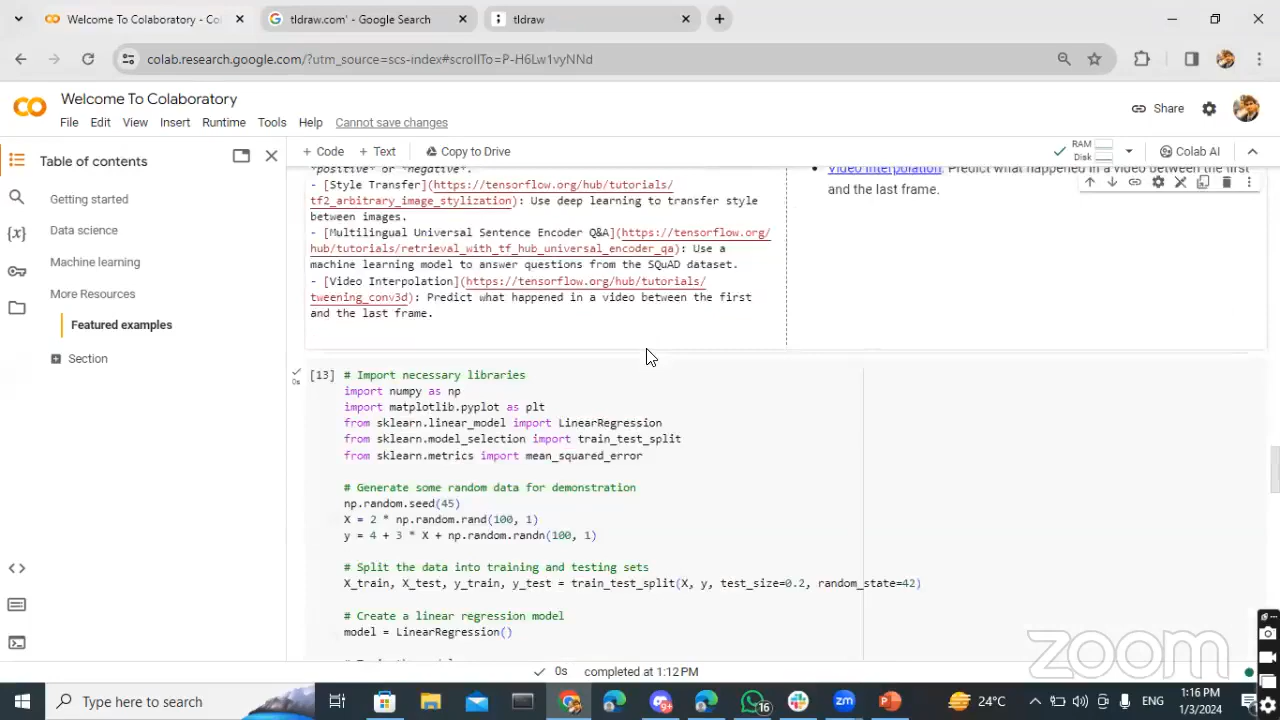 Welcome To Colaboratory - Col
tldraw.com' - Google Search
tldraw
colab.research.google.com/?utm_source=scs-index#scrollTo=P-H6Lw1vyNNd
Welcome To Colaboratory
Share
File Edit View Insert Runtime Tools Help Cannot save changes
Table of contents
+ Code + Text Copy to Drive
RAM
Disk
Colab AI
Getting started
Data science
Machine learning
More Resources
Featured examples
Section
"positive" or "negative".
- [Style Transfer](https://tensorflow.org/hub/tutorials/
tf2_arbitrary_image_stylization): Use deep learning to transfer style
between images.
- [Multilingual Universal Sentence Encoder Q&A](https://tensorflow.org/
hub/tutorials/retrieval_with_tf_hub_universal_encoder_qa): Use a
machine learning model to answer questions from the SQuAD dataset.
- [Video Interpolation](https://tensorflow.org/hub/tutorials/
tweening_conv3d): Predict what happened in a video between the first
and the last frame.
Video Interpolation: Predict what happened in a video between the first
and the last frame.
0s
[13] # Import necessary libraries
import numpy as np
import matplotlib.pyplot as plt
from sklearn.linear_model import LinearRegression
from sklearn.model_selection import train_test_split
from sklearn.metrics import mean_squared_error
# Generate some random data for demonstration
np.random.seed(45)
X = 2 * np.random.rand(100, 1)
y = 4 + 3 * X + np.random.randn(100, 1)
# Split the data into training and testing sets
X_train, X_test, y_train, y_test = train_test_split(X, y, test_size=0.2, random_state=42)
# Create a linear regression model
model = LinearRegression()
zoom
0s completed at 1:12 PM
Type here to search
9+
16
zm
24°C
ENG
1:16 PM
1/3/2024